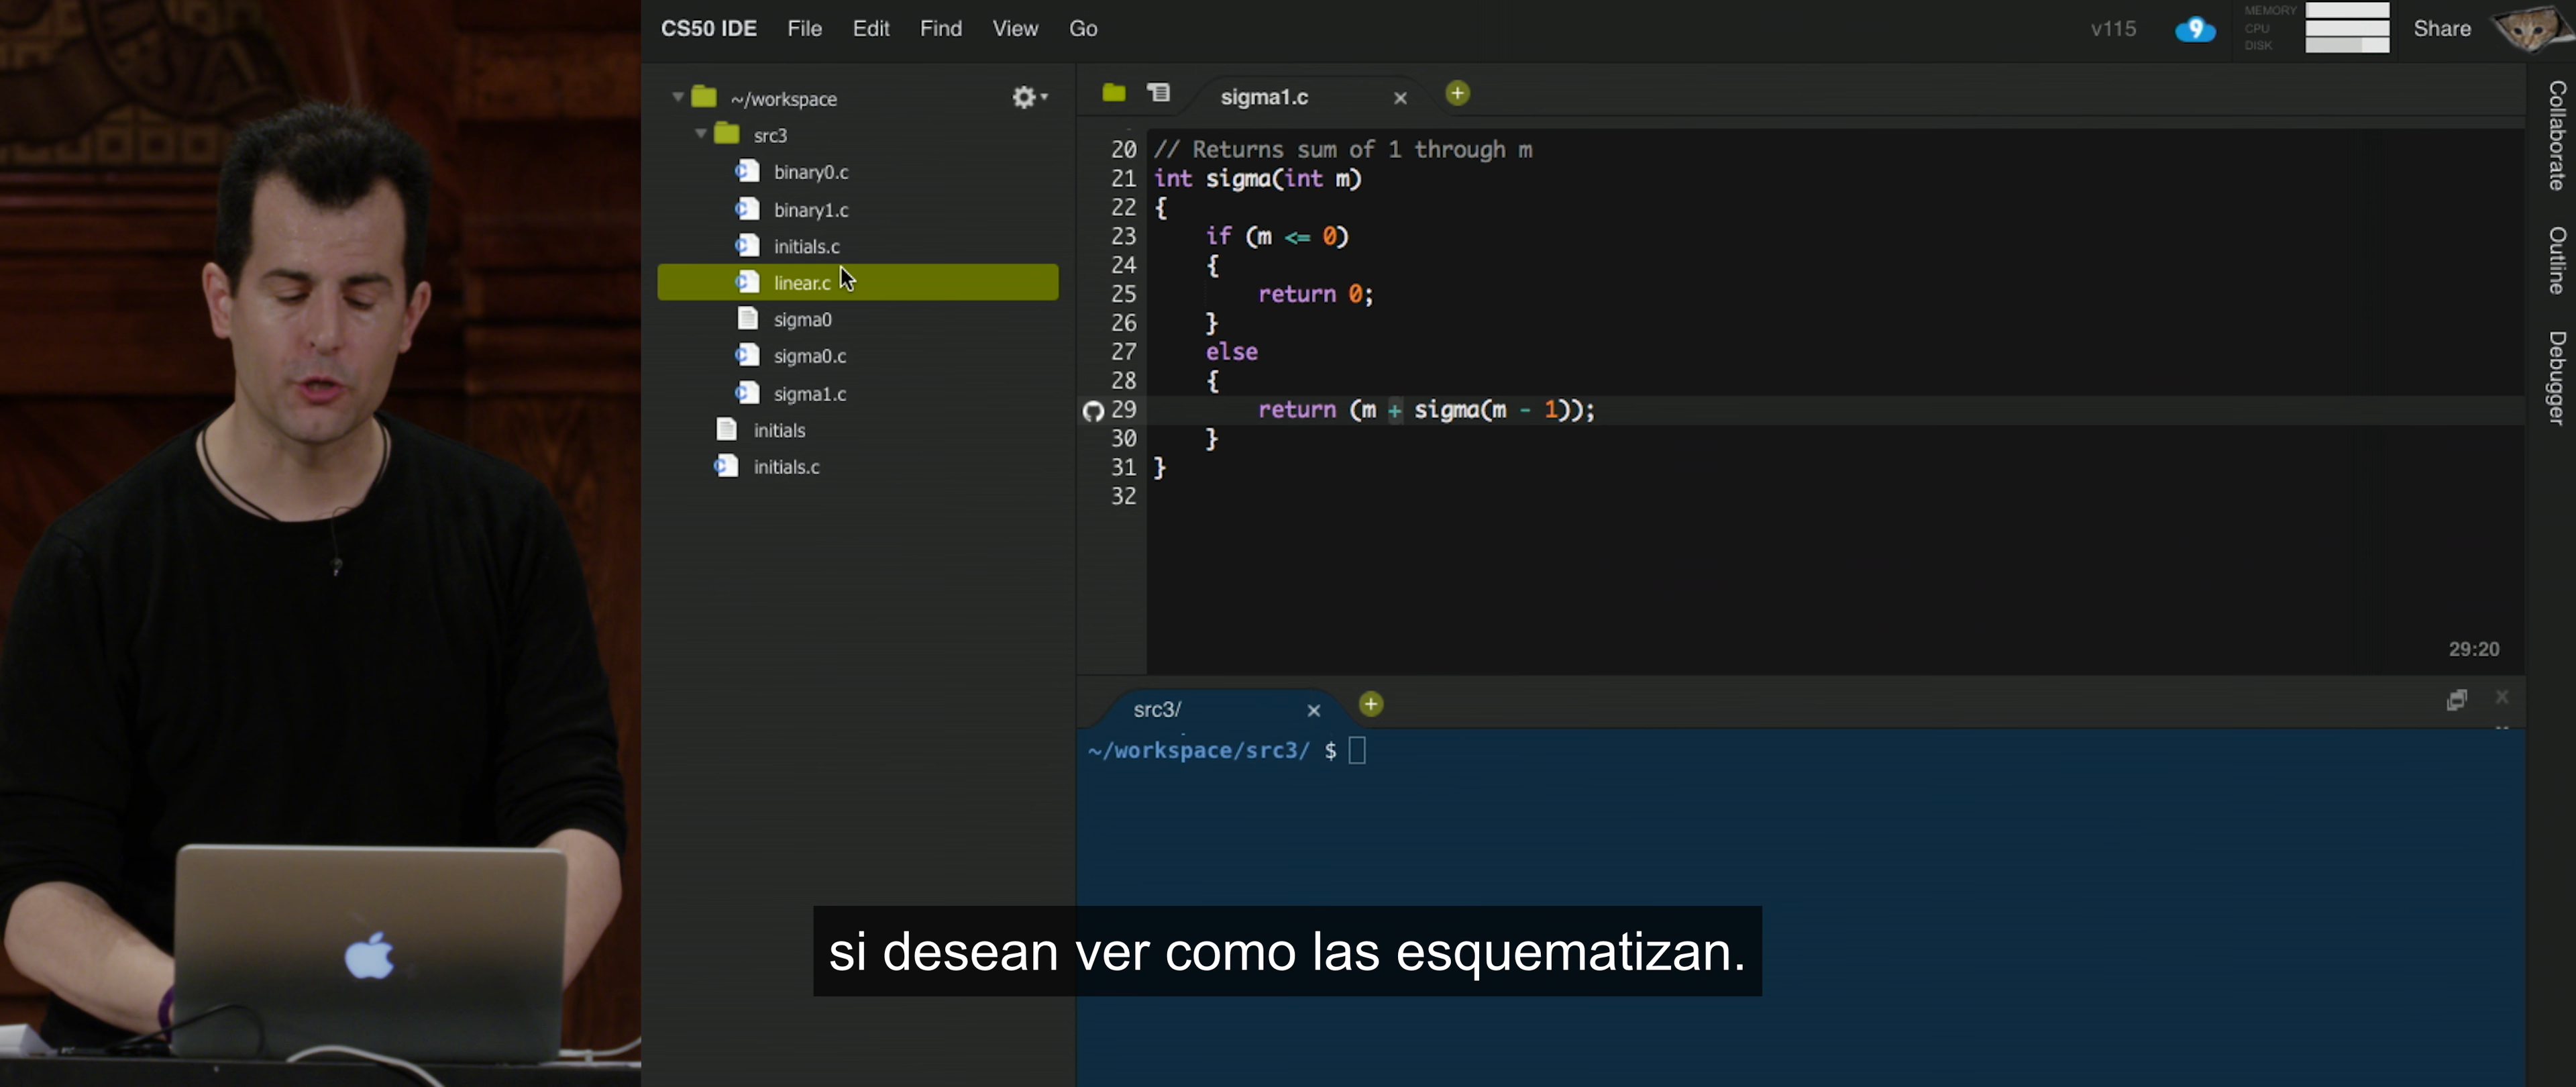 CS50 IDE File Edit Find View Go v115 9 MEMORY CPU DISK Share
~/workspace
src3
binary0.c
binary1.c
initials.c
linear.c
sigma0
sigma0.c
sigma1.c
initials
initials.c
sigma1.c
20 // Returns sum of 1 through m
21 int sigma(int m)
22 {
23     if (m <= 0)
24     {
25         return 0;
26     }
27     else
28     {
29         return (m + sigma(m - 1));
30     }
31 }
32
29:20
Collaborate
Outline
Debugger
src3/
~/workspace/src3/ $
si desean ver como las esquematizan.